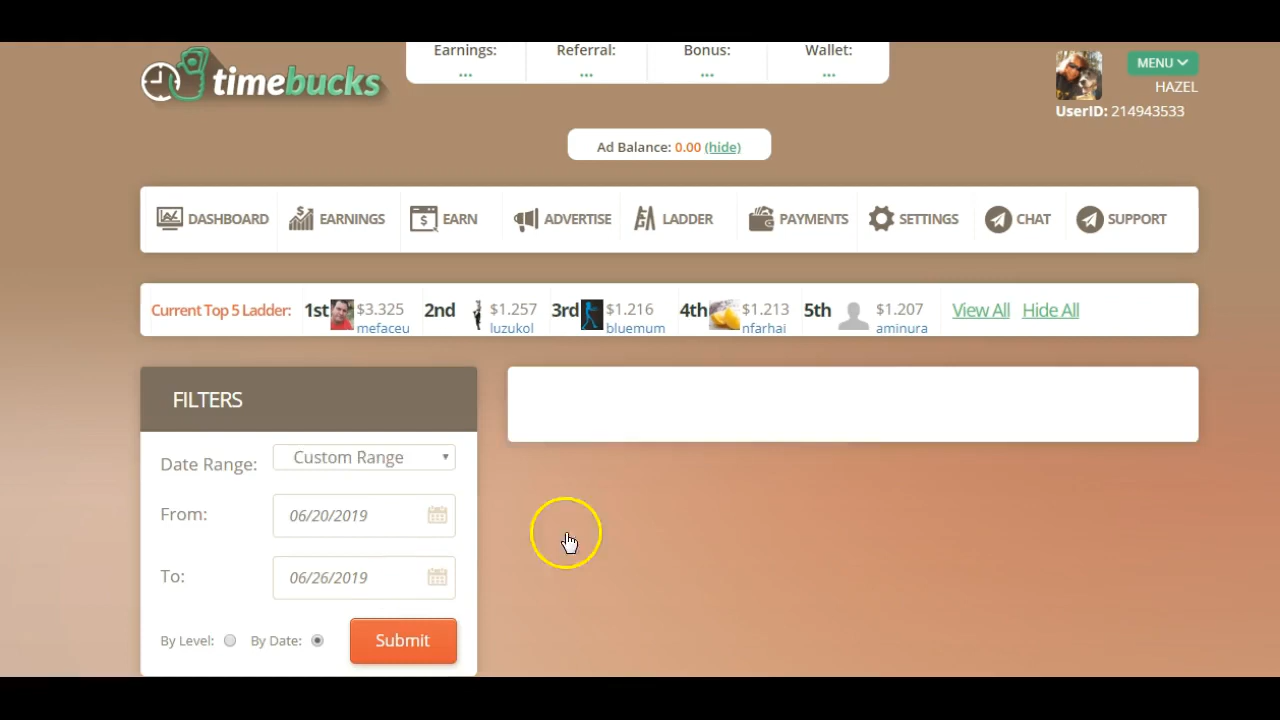 timebucks
Earnings: Referral: Bonus: Wallet:
... ... ... ...
MENU
HAZEL
UserID: 214943533
Ad Balance: 0.00 (hide)
DASHBOARD EARNINGS EARN ADVERTISE LADDER PAYMENTS SETTINGS CHAT SUPPORT
Current Top 5 Ladder: 1st $3.325 2nd $1.257 3rd $1.216 4th $1.213 5th $1.207 View All Hide All
mefaceu luzukol bluemum nfarhai aminura
FILTERS
Date Range: Custom Range
From: 06/20/2019
To: 06/26/2019
By Level: By Date: Submit